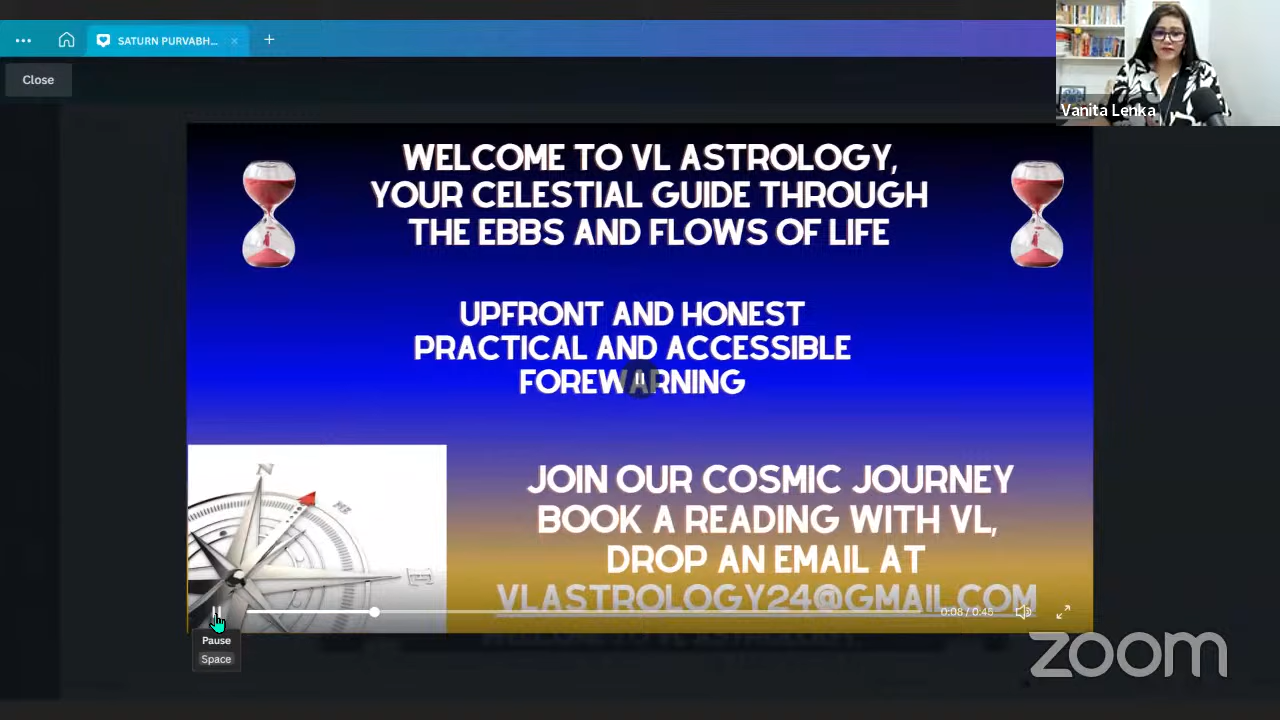 SATURN PURVABH...
Close
Vanita Lenka
WELCOME TO VL ASTROLOGY,
YOUR CELESTIAL GUIDE THROUGH
THE EBBS AND FLOWS OF LIFE
UPFRONT AND HONEST
PRACTICAL AND ACCESSIBLE
FOREWARNING
N
NE
JOIN OUR COSMIC JOURNEY
BOOK A READING WITH VL,
DROP AN EMAIL AT
VLASTROLOGY24@GMAIL.COM
0:08 / 0:45
Pause
Space
zoom